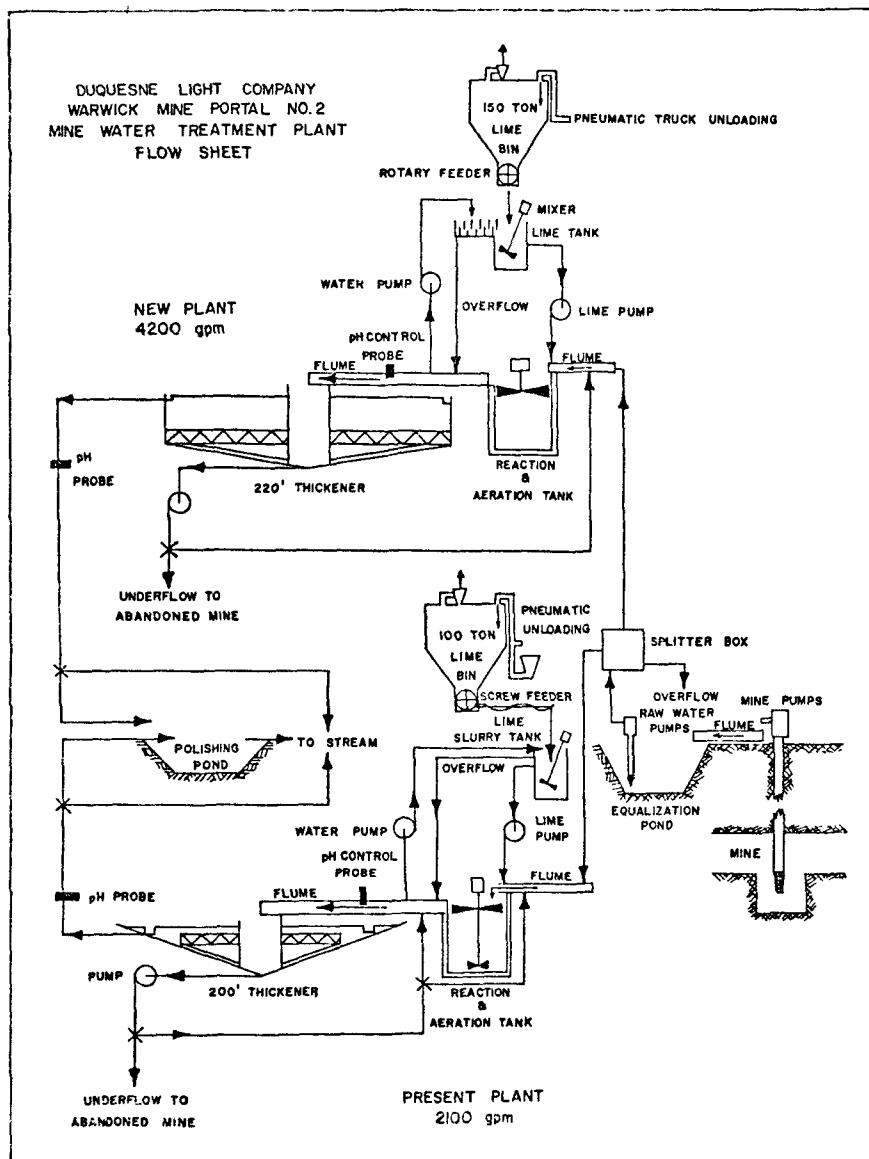 DUQUESNE LIGHT COMPANY
WARWICK MINE PORTAL NO.2
MINE WATER TREATMENT PLANT
FLOW SHEET
150 TON
LIME
BIN
PNEUMATIC TRUCK UNLOADING
ROTARY FEEDER
MIXER
LIME TANK
WATER PUMP
OVERFLOW
LIME PUMP
NEW PLANT
4200 gpm
pH CONTROL
PROBE
FLUME
FLUME
pH
PROBE
220' THICKENER
REACTION
&
AERATION TANK
UNDERFLOW TO
ABANDONED MINE
PNEUMATIC
UNLOADING
100 TON
LIME
BIN
SCREW FEEDER
LIME
SLURRY TANK
SPLITTER BOX
OVERFLOW
RAW WATER
PUMPS
MINE PUMPS
FLUME
POLISHING
POND
TO STREAM
OVERFLOW
WATER PUMP
LIME
PUMP
EQUALIZATION
POND
MINE
pH CONTROL
PROBE
FLUME
FLUME
pH PROBE
PUMP
200' THICKENER
REACTION
&
AERATION TANK
UNDERFLOW TO
ABANDONED MINE
PRESENT PLANT
2100 gpm